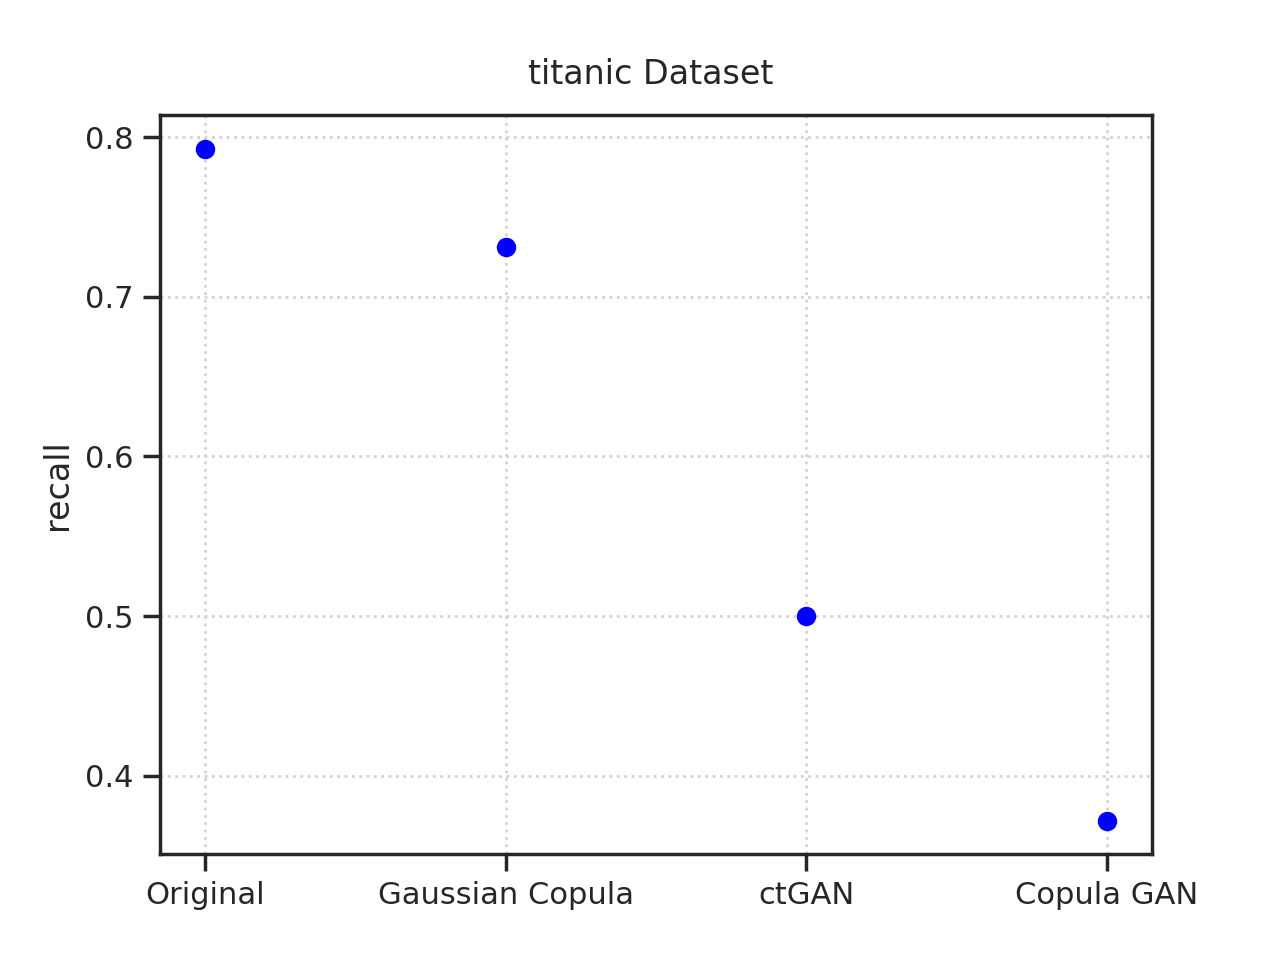 titanic Dataset
recall
0.8
0.7
0.6
0.5
0.4
Original
Gaussian Copula
ctGAN
Copula GAN